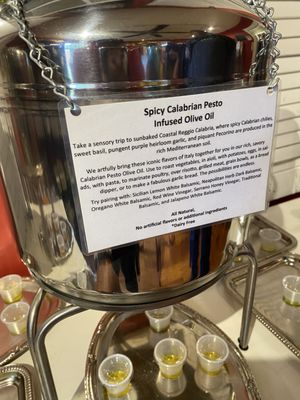 Spicy Calabrian Pesto
Infused Olive Oil
Take a sensory trip to sunbaked Coastal Reggio Calabria, where spicy Calabrian chilies,
sweet basil, pungent purple heirloom garlic, and piquant Pecorino are produced in the
rich Mediterranean soil.
We artfully bring these iconic flavors of Italy together for you in our rich, savory
Calabrian Pesto Olive Oil. Use to roast vegetables, in aioli, with potatoes, eggs, in sal-
ads, with pasta, to marinate poultry, over risotto, grilled meat, grain bowls, as a bread
dipper, or to make a fabulous garlic bread. The possibilities are endless.
Try pairing with: Sicilian Lemon White Balsamic, Neapolitan Herb Dark Balsamic,
Oregano White Balsamic, Red Wine Vinegar, Serrano Honey Vinegar, Traditional
Balsamic, and Jalapeno White Balsamic.
All Natural,
No artificial flavors or additional ingredients
*Dairy Free